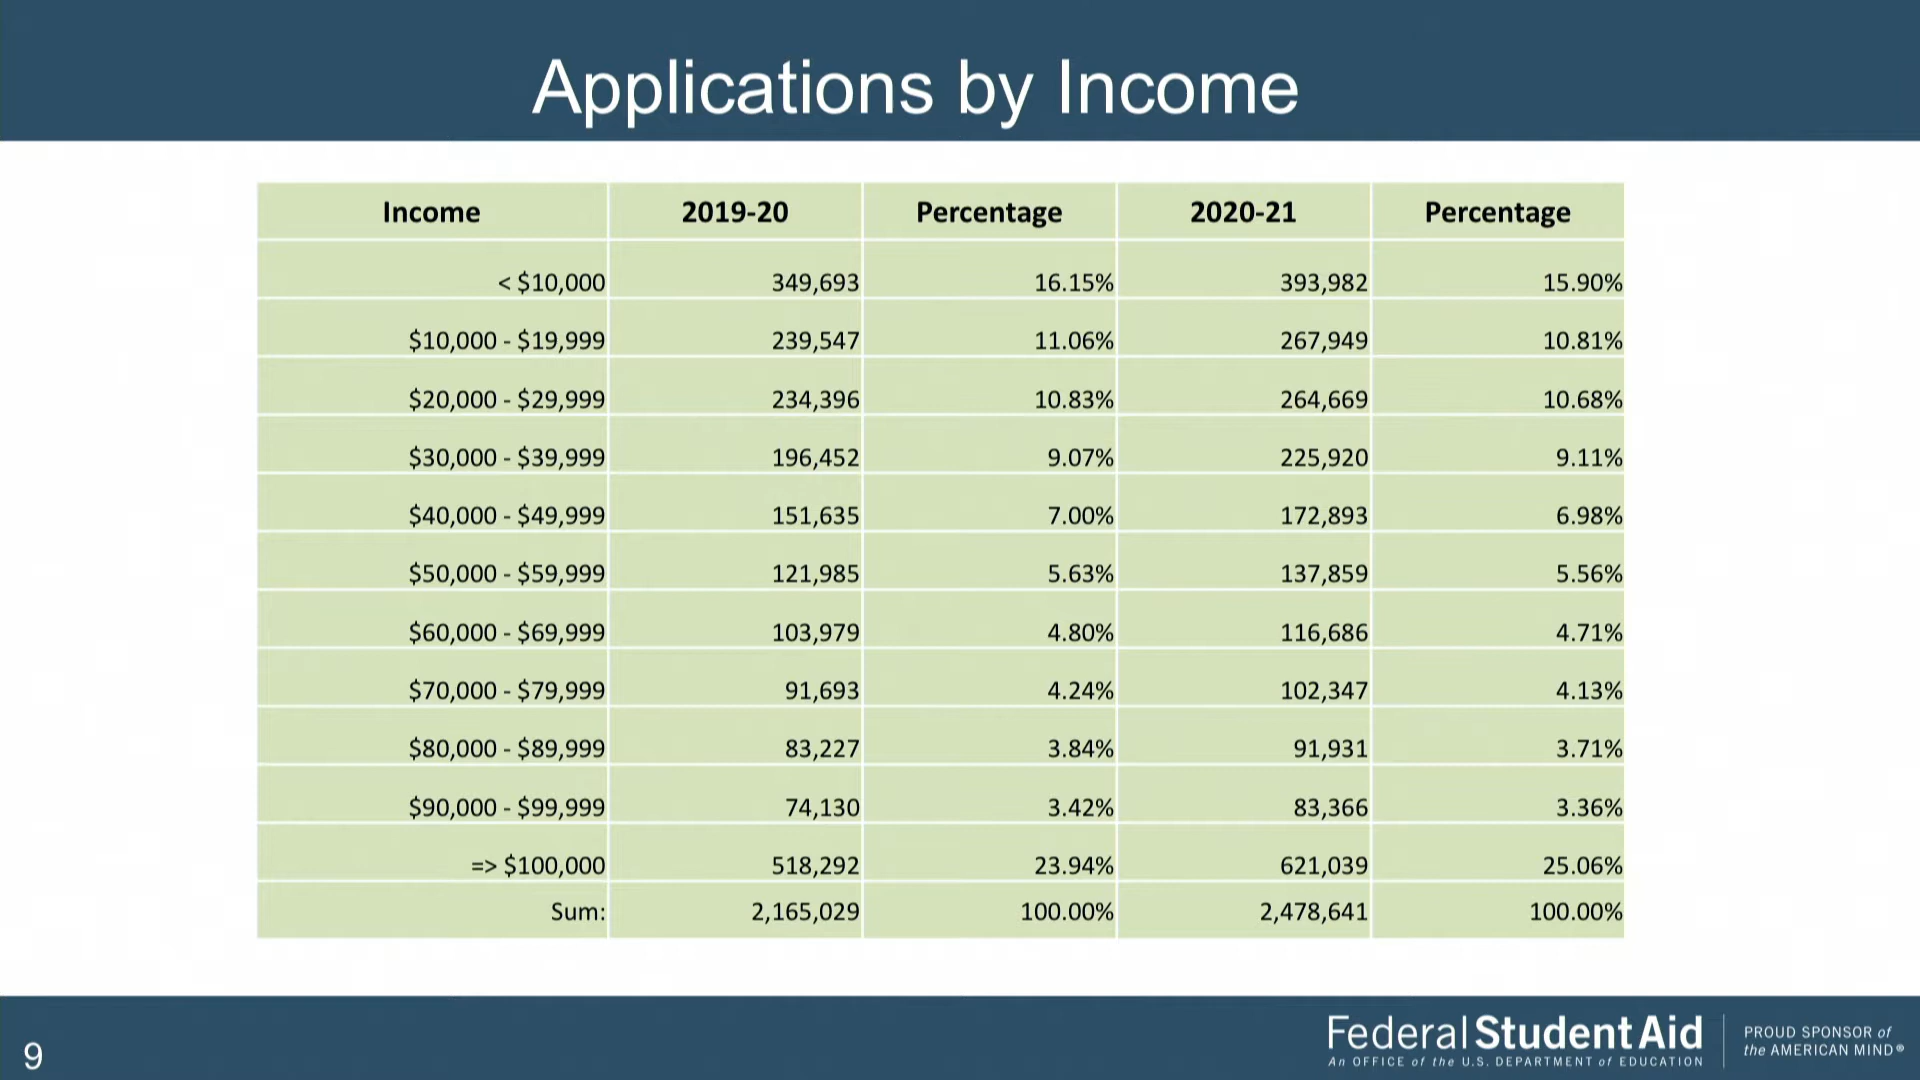 Applications by Income
Income 2019-20 Percentage 2020-21 Percentage
< $10,000 349,693 16.15% 393,982 15.90%
$10,000 - $19,999 239,547 11.06% 267,949 10.81%
$20,000 - $29,999 234,396 10.83% 264,669 10.68%
$30,000 - $39,999 196,452 9.07% 225,920 9.11%
$40,000 - $49,999 151,635 7.00% 172,893 6.98%
$50,000 - $59,999 121,985 5.63% 137,859 5.56%
$60,000 - $69,999 103,979 4.80% 116,686 4.71%
$70,000 - $79,999 91,693 4.24% 102,347 4.13%
$80,000 - $89,999 83,227 3.84% 91,931 3.71%
$90,000 - $99,999 74,130 3.42% 83,366 3.36%
=> $100,000 518,292 23.94% 621,039 25.06%
Sum: 2,165,029 100.00% 2,478,641 100.00%
9
Federal Student Aid
An OFFICE of the U.S. DEPARTMENT of EDUCATION
PROUD SPONSOR of
the AMERICAN MIND®